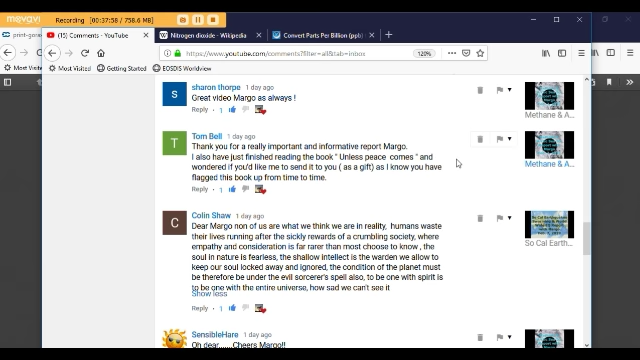 movavi Recording [00:37:58 / 758.6 MB]
print-gora
(5) Comments - YouTube
Nitrogen dioxide - Wikipedia
Convert Parts Per Billion (ppb)
https://www.youtube.com/comments?filter=all&tab=inbox
120%
Most Visited Getting Started EOSDIS Worldview
sharon thorpe 1 day ago
Great video Margo as always !
Reply · 1
Methane & A...
Tom Bell 1 day ago
Thank you for a really important and informative report Margo.
I also have just finished reading the book " Unless peace comes " and
wondered if you'd like me to send it to you ( as a gift) as I know you have
flagged this book up from time to time.
Reply · 1
Methane & A...
Colin Shaw 1 day ago
Dear Margo non of us are what we think we are in reality, humans waste
their lives running after the sickly rewards of a crumbling society, where
empathy and consideration is far rarer than most choose to know , the
soul in nature is fearless, the shallow intellect is the warden we allow to
keep our soul locked away and ignored, the condition of the planet must
be therefore be under the evil sorcerer's spell also, to be one with spirit is
to be one with the entire universe, how sad we can't see it
Show less
Reply · 1
So Cal Earth...
SensibleHare 1 day ago
Oh dear.......Cheers Margo!!